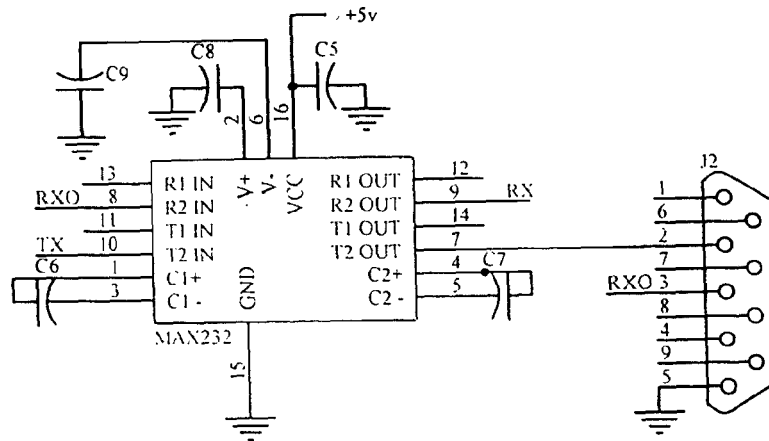 +5v
C8
C5
C9
2
6
16
J2
13
R1 IN
V+
V-
VCC
R1 OUT
12
RXO
8
R2 IN
R2 OUT
9
RX
11
T1 IN
T1 OUT
14
TX
10
T2 IN
T2 OUT
7
C6
1
C1+
C2+
4
C7
3
C1-
GND
C2-
5
MAX232
15
1
6
2
7
RXO 3
8
4
9
5